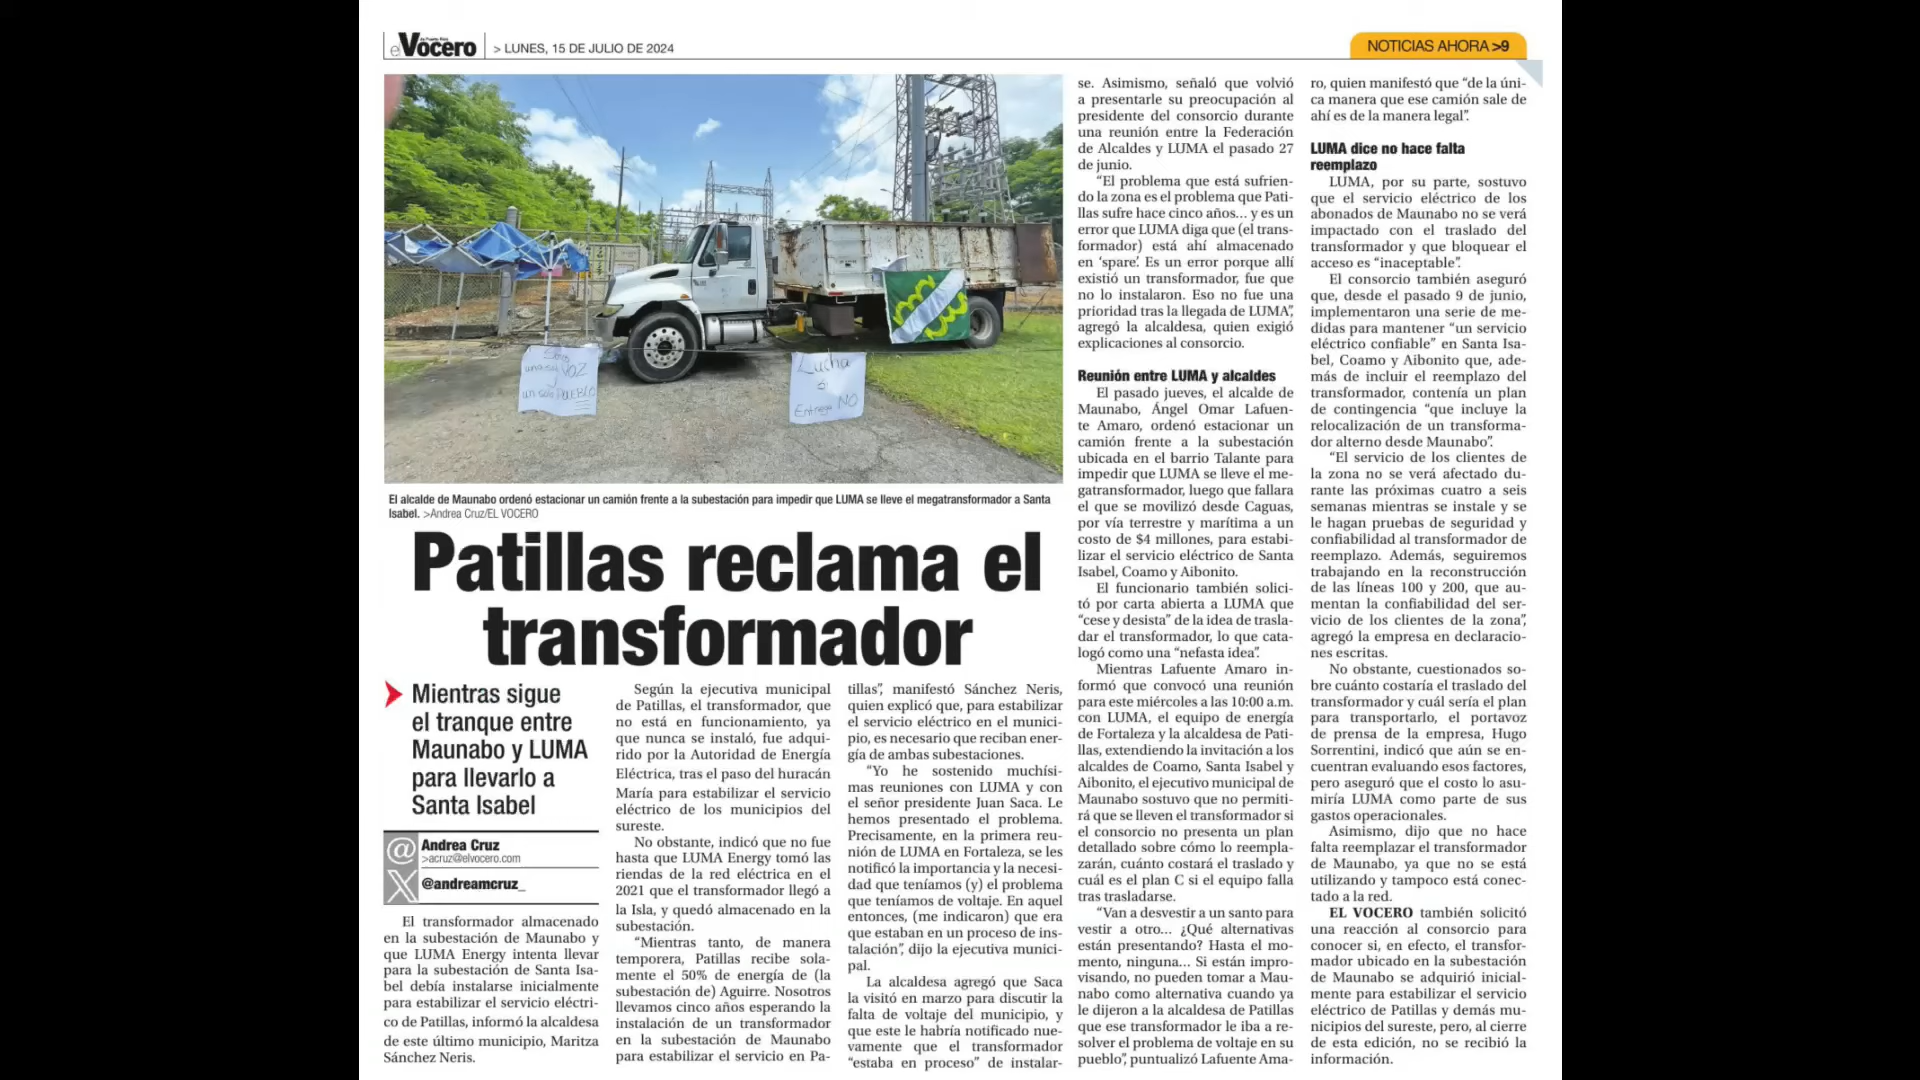 el Vocero
de Puerto Rico
> LUNES, 15 DE JULIO DE 2024
NOTICIAS AHORA >9
Solo
una sola VOZ
y
un solo PUEBLO
Lucha
Sí
Entrega NO
El alcalde de Maunabo ordenó estacionar un camión frente a la subestación para impedir que LUMA se lleve el megatransformador a Santa
Isabel. >Andrea Cruz/EL VOCERO
Patillas reclama el
transformador
Mientras sigue
el tranque entre
Maunabo y LUMA
para llevarlo a
Santa Isabel
@ Andrea Cruz
>acruz@elvocero.com
X @andreamcruz_
El transformador almacenado
en la subestación de Maunabo y
que LUMA Energy intenta llevar
para la subestación de Santa Isa-
bel debía instalarse inicialmente
para estabilizar el servicio eléctri-
co de Patillas, informó la alcaldesa
de este último municipio, Maritza
Sánchez Neris.
Según la ejecutiva municipal
de Patillas, el transformador, que
no está en funcionamiento, ya
que nunca se instaló, fue adqui-
rido por la Autoridad de Energía
Eléctrica, tras el paso del huracán
María para estabilizar el servicio
eléctrico de los municipios del
sureste.
No obstante, indicó que no fue
hasta que LUMA Energy tomó las
riendas de la red eléctrica en el
2021 que el transformador llegó a
la Isla, y quedó almacenado en la
subestación.
“Mientras tanto, de manera
temporera, Patillas recibe sola-
mente el 50% de energía de (la
subestación de) Aguirre. Nosotros
llevamos cinco años esperando la
instalación de un transformador
en la subestación de Maunabo
para estabilizar el servicio en Pa-
tillas”, manifestó Sánchez Neris,
quien explicó que, para estabilizar
el servicio eléctrico en el munici-
pio, es necesario que reciban ener-
gía de ambas subestaciones.
“Yo he sostenido muchísi-
mas reuniones con LUMA y con
el señor presidente Juan Saca. Le
hemos presentado el problema.
Precisamente, en la primera reu-
nión de LUMA en Fortaleza, se les
notificó la importancia y la necesi-
dad que teníamos (y) el problema
que teníamos de voltaje. En aquel
entonces, (me indicaron) que era
que estaban en un proceso de ins-
talación”, dijo la ejecutiva munici-
pal.
La alcaldesa agregó que Saca
la visitó en marzo para discutir la
falta de voltaje del municipio, y
que este le habría notificado nue-
vamente que el transformador
“estaba en proceso” de instalar-
se. Asimismo, señaló que volvió
a presentarle su preocupación al
presidente del consorcio durante
una reunión entre la Federación
de Alcaldes y LUMA el pasado 27
de junio.
“El problema que está sufrien-
do la zona es el problema que Pati-
llas sufre hace cinco años... y es un
error que LUMA diga que (el trans-
formador) está ahí almacenado
en ‘spare’. Es un error porque allí
existió un transformador, fue que
no lo instalaron. Eso no fue una
prioridad tras la llegada de LUMA”,
agregó la alcaldesa, quien exigió
explicaciones al consorcio.
Reunión entre LUMA y alcaldes
El pasado jueves, el alcalde de
Maunabo, Ángel Omar Lafuen-
te Amaro, ordenó estacionar un
camión frente a la subestación
ubicada en el barrio Talante para
impedir que LUMA se lleve el me-
gatransformador, luego que fallara
el que se movilizó desde Caguas,
por vía terrestre y marítima a un
costo de $4 millones, para estabi-
lizar el servicio eléctrico de Santa
Isabel, Coamo y Aibonito.
El funcionario también solici-
tó por carta abierta a LUMA que
“cese y desista” de la idea de trasla-
dar el transformador, lo que cata-
logó como una “nefasta idea”.
Mientras Lafuente Amaro in-
formó que convocó una reunión
para este miércoles a las 10:00 a.m.
con LUMA, el equipo de energía
de Fortaleza y la alcaldesa de Pati-
llas, extendiendo la invitación a los
alcaldes de Coamo, Santa Isabel y
Aibonito, el ejecutivo municipal de
Maunabo sostuvo que no permiti-
rá que se lleven el transformador si
el consorcio no presenta un plan
detallado sobre cómo lo reempla-
zarán, cuánto costará el traslado y
cuál es el plan C si el equipo falla
tras trasladarse.
“Van a desvestir a un santo para
vestir a otro... ¿Qué alternativas
están presentando? Hasta el mo-
mento, ninguna... Si están impro-
visando, no pueden tomar a Mau-
nabo como alternativa cuando ya
le dijeron a la alcaldesa de Patillas
que ese transformador le iba a re-
solver el problema de voltaje en su
pueblo”, puntualizó Lafuente Ama-
ro, quien manifestó que “de la úni-
ca manera que ese camión sale de
ahí es de la manera legal”.
LUMA dice no hace falta
reemplazo
LUMA, por su parte, sostuvo
que el servicio eléctrico de los
abonados de Maunabo no se verá
impactado con el traslado del
transformador y que bloquear el
acceso es “inaceptable”.
El consorcio también aseguró
que, desde el pasado 9 de junio,
implementaron una serie de me-
didas para mantener “un servicio
eléctrico confiable” en Santa Isa-
bel, Coamo y Aibonito que, ade-
más de incluir el reemplazo del
transformador, contenía un plan
de contingencia “que incluye la
relocalización de un transforma-
dor alterno desde Maunabo”.
“El servicio de los clientes de
la zona no se verá afectado du-
rante las próximas cuatro a seis
semanas mientras se instale y se
le hagan pruebas de seguridad y
confiabilidad al transformador de
reemplazo. Además, seguiremos
trabajando en la reconstrucción
de las líneas 100 y 200, que au-
mentan la confiabilidad del ser-
vicio de los clientes de la zona”,
agregó la empresa en declaracio-
nes escritas.
No obstante, cuestionados so-
bre cuánto costaría el traslado del
transformador y cuál sería el plan
para transportarlo, el portavoz
de prensa de la empresa, Hugo
Sorrentini, indicó que aún se en-
cuentran evaluando esos factores,
pero aseguró que el costo lo asu-
miría LUMA como parte de sus
gastos operacionales.
Asimismo, dijo que no hace
falta reemplazar el transformador
de Maunabo, ya que no se está
utilizando y tampoco está conec-
tado a la red.
EL VOCERO también solicitó
una reacción al consorcio para
conocer si, en efecto, el transfor-
mador ubicado en la subestación
de Maunabo se adquirió inicial-
mente para estabilizar el servicio
eléctrico de Patillas y demás mu-
nicipios del sureste, pero, al cierre
de esta edición, no se recibió la
información.